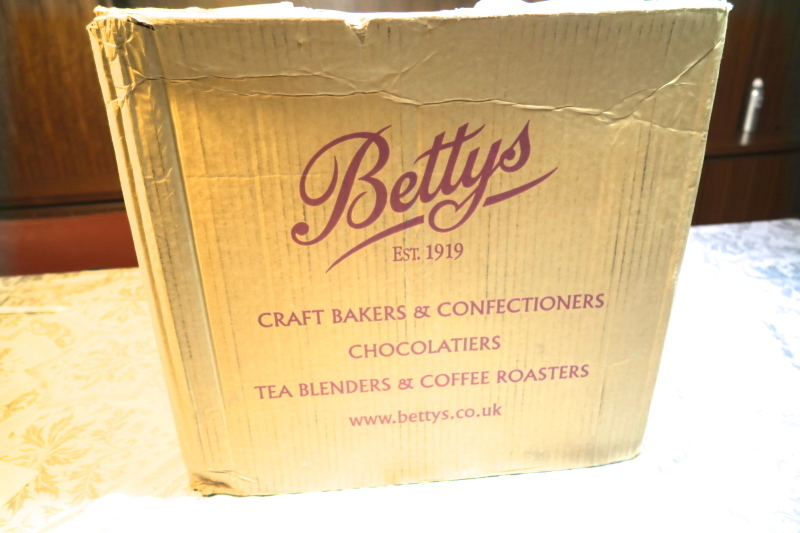 Bettys
EST. 1919
CRAFT BAKERS & CONFECTIONERS
CHOCOLATIERS
TEA BLENDERS & COFFEE ROASTERS
www.bettys.co.uk